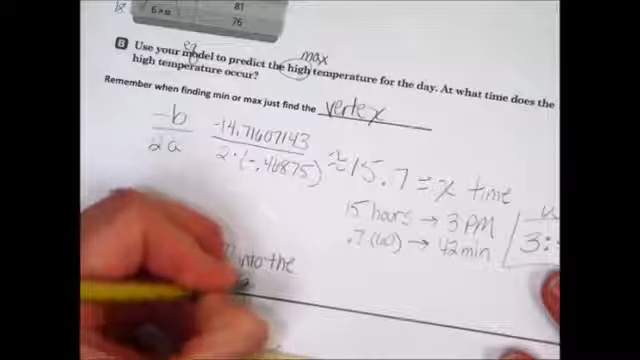 18
6 P.M. 81
76
eq max
B Use your model to predict the high temperature for the day. At what time does the
high temperature occur?
Remember when finding min or max just find the vertex
-b -14.71607143
2a 2·(-.46875) ≈15.7 = x time
15 hours → 3 PM
.7(60) → 42 min
3:
into the